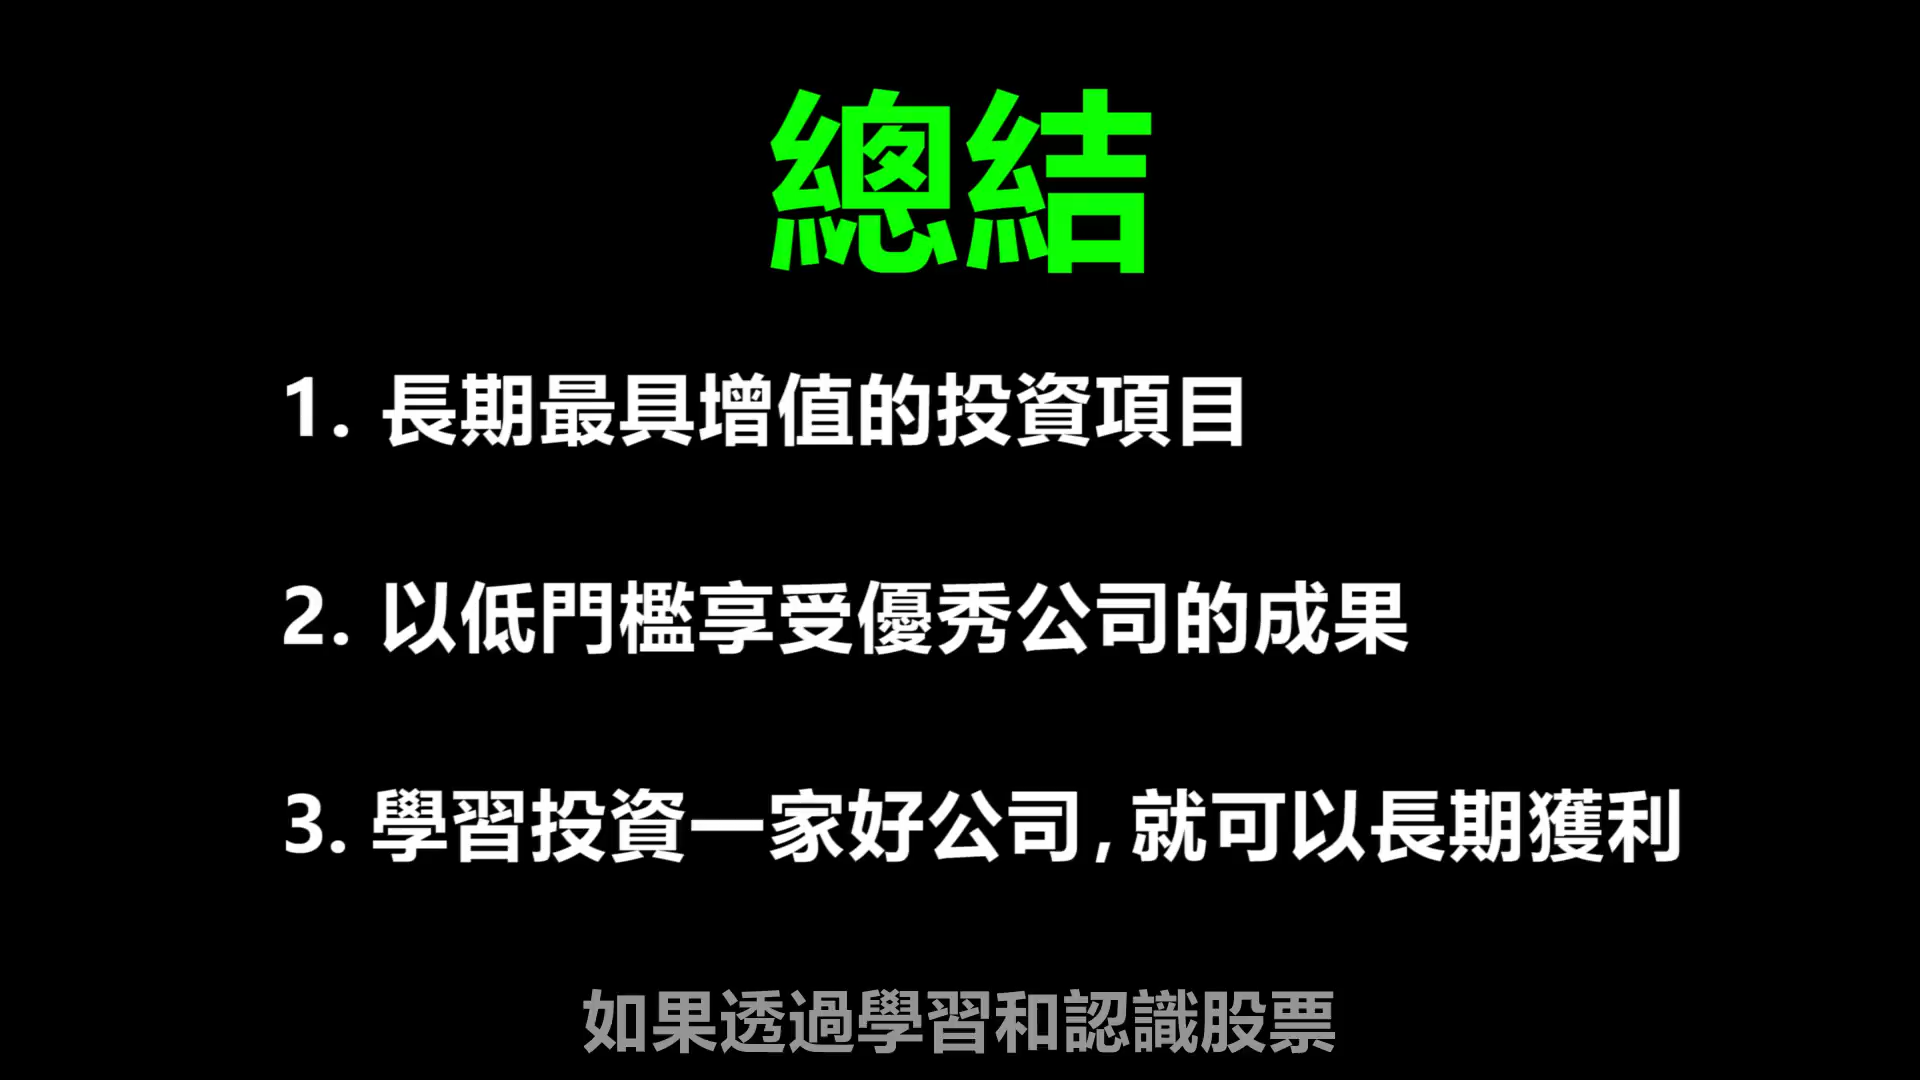 總結
1. 長期最具增值的投資項目
2. 以低門檻享受優秀公司的成果
3. 學習投資一家好公司, 就可以長期獲利
如果透過學習和認識股票